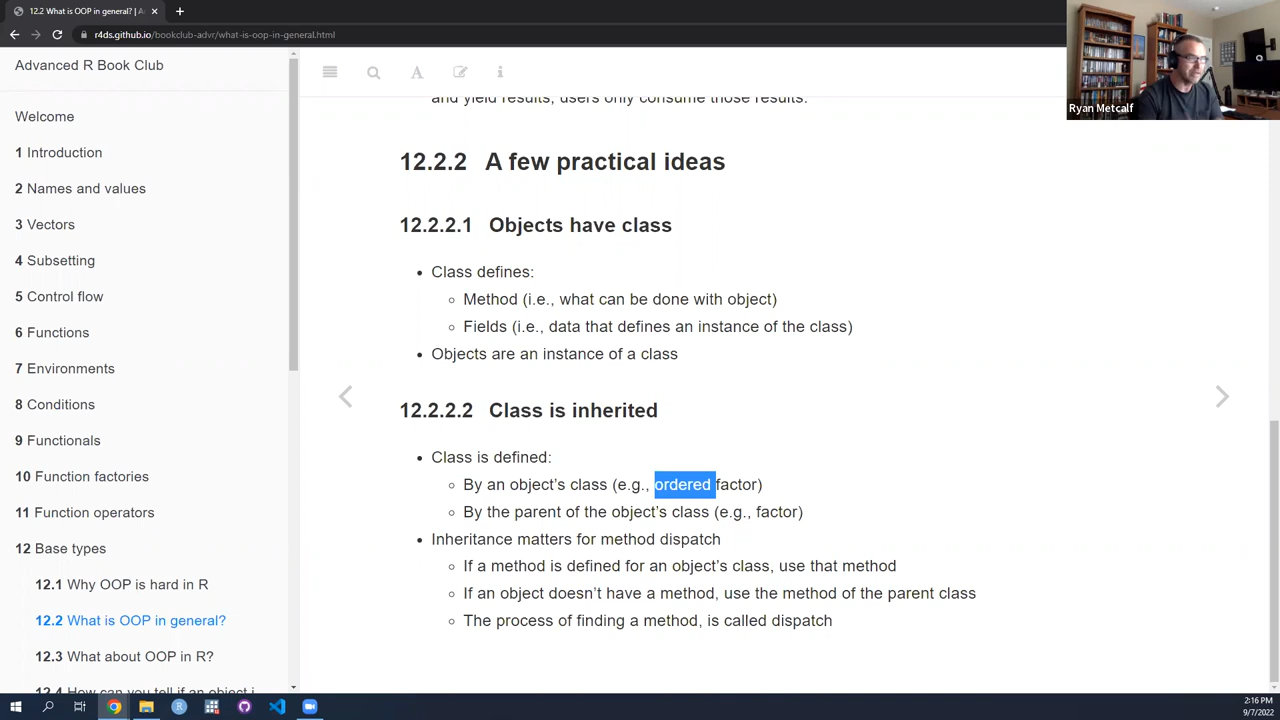 12.2 What is OOP in general? | A
r4ds.github.io/bookclub-advr/what-is-oop-in-general.html
Ryan Metcalf
Advanced R Book Club
Welcome
1 Introduction
2 Names and values
3 Vectors
4 Subsetting
5 Control flow
6 Functions
7 Environments
8 Conditions
9 Functionals
10 Function factories
11 Function operators
12 Base types
12.1 Why OOP is hard in R
12.2 What is OOP in general?
12.3 What about OOP in R?
12.4 How can you tell if an object i
and yield results, users only consume those results.
12.2.2 A few practical ideas
12.2.2.1 Objects have class
• Class defines:
◦ Method (i.e., what can be done with object)
◦ Fields (i.e., data that defines an instance of the class)
• Objects are an instance of a class
12.2.2.2 Class is inherited
• Class is defined:
◦ By an object’s class (e.g., ordered factor)
◦ By the parent of the object’s class (e.g., factor)
• Inheritance matters for method dispatch
◦ If a method is defined for an object’s class, use that method
◦ If an object doesn’t have a method, use the method of the parent class
◦ The process of finding a method, is called dispatch
2:16 PM
9/7/2022